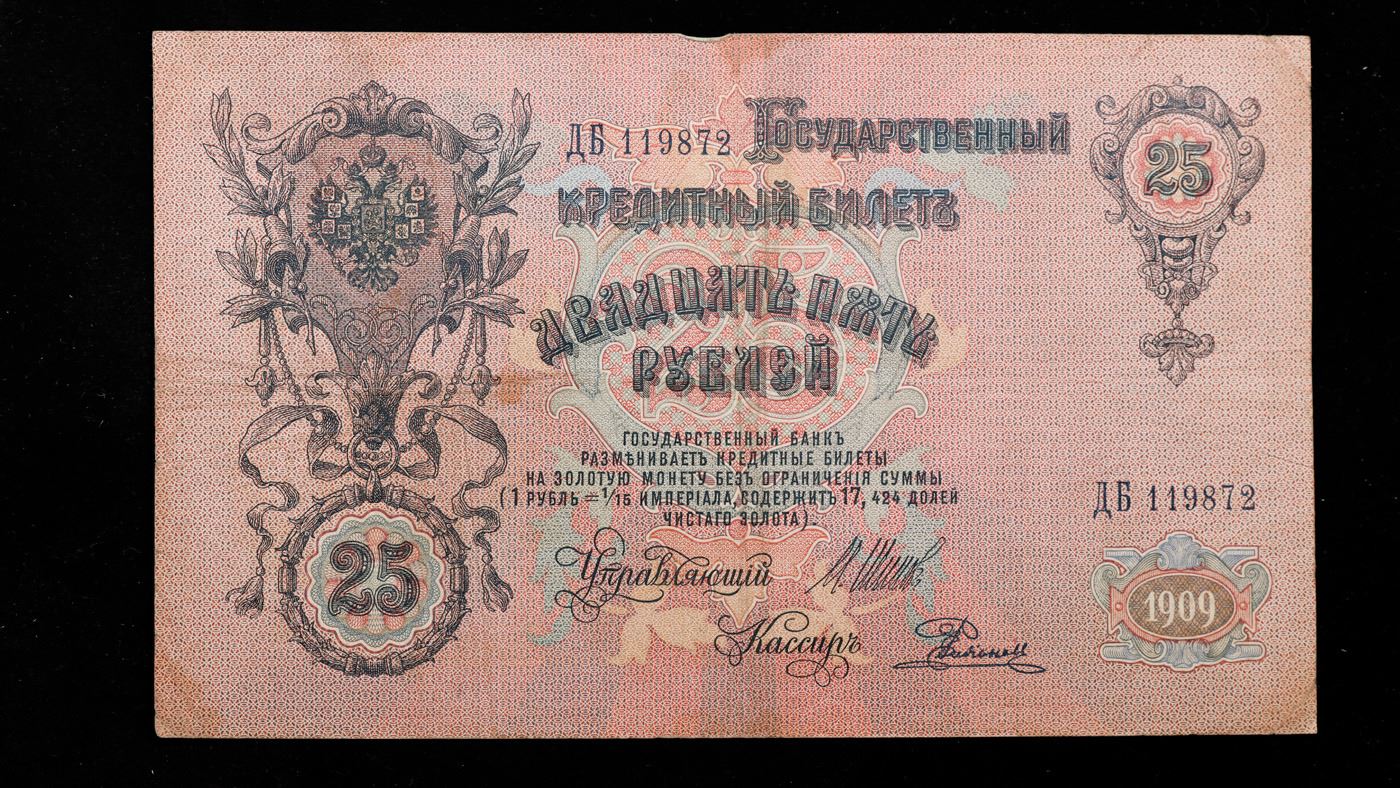 ДБ 119872 Государственный
25
кредитный билетъ
двадцать пѧть
рублей
Государственный Банкъ
размѣниваетъ кредитные билеты
на золотую монету безъ ограниченія суммы
(1 рубль = 1/15 имперіала, содержитъ 17,424 долей
чистаго золота).
ДБ 119872
Управляющій
25
1909
Кассиръ